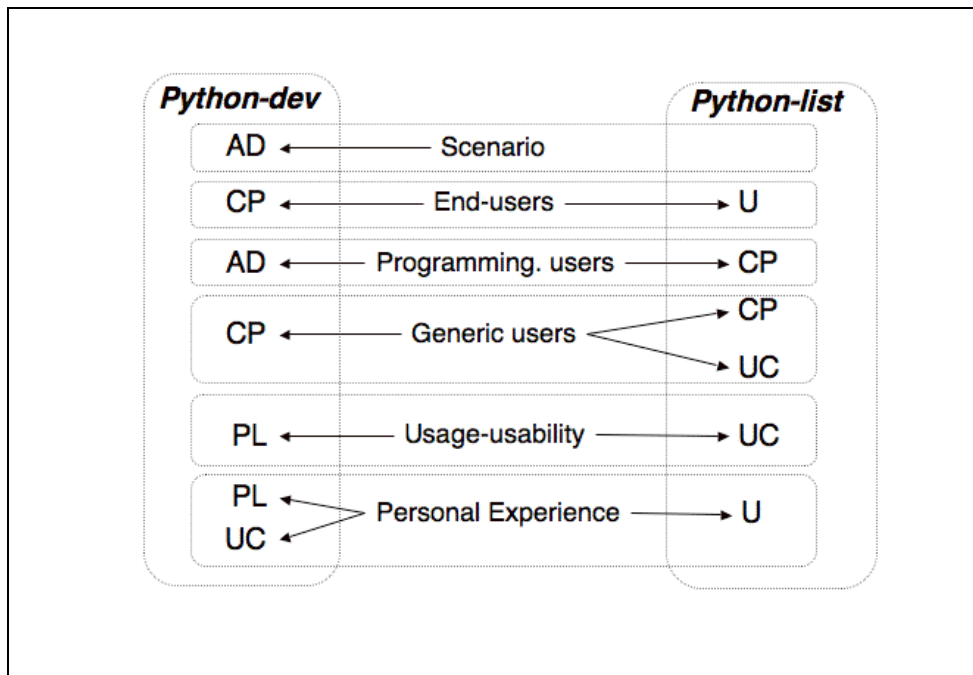 Python-dev
Python-list
AD Scenario
CP End-users U
AD Programming. users CP
CP Generic users CP
UC
PL Usage-usability UC
PL Personal Experience U
UC